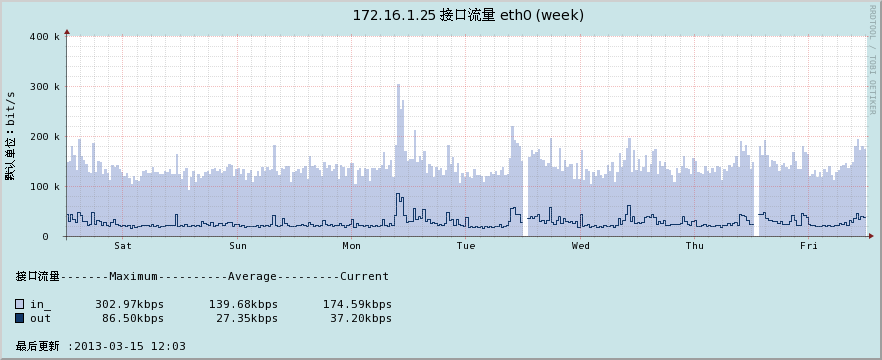 172.16.1.25 接口流量 eth0 (week)
RRDTOOL / TOBI OETIKER
默认单位：bit/s
400 k
300 k
200 k
100 k
0
Sat Sun Mon Tue Wed Thu Fri
接口流量-------Maximum----------Average---------Current
in_ 302.97kbps 139.68kbps 174.59kbps
out 86.50kbps 27.35kbps 37.20kbps
最后更新 :2013-03-15 12:03